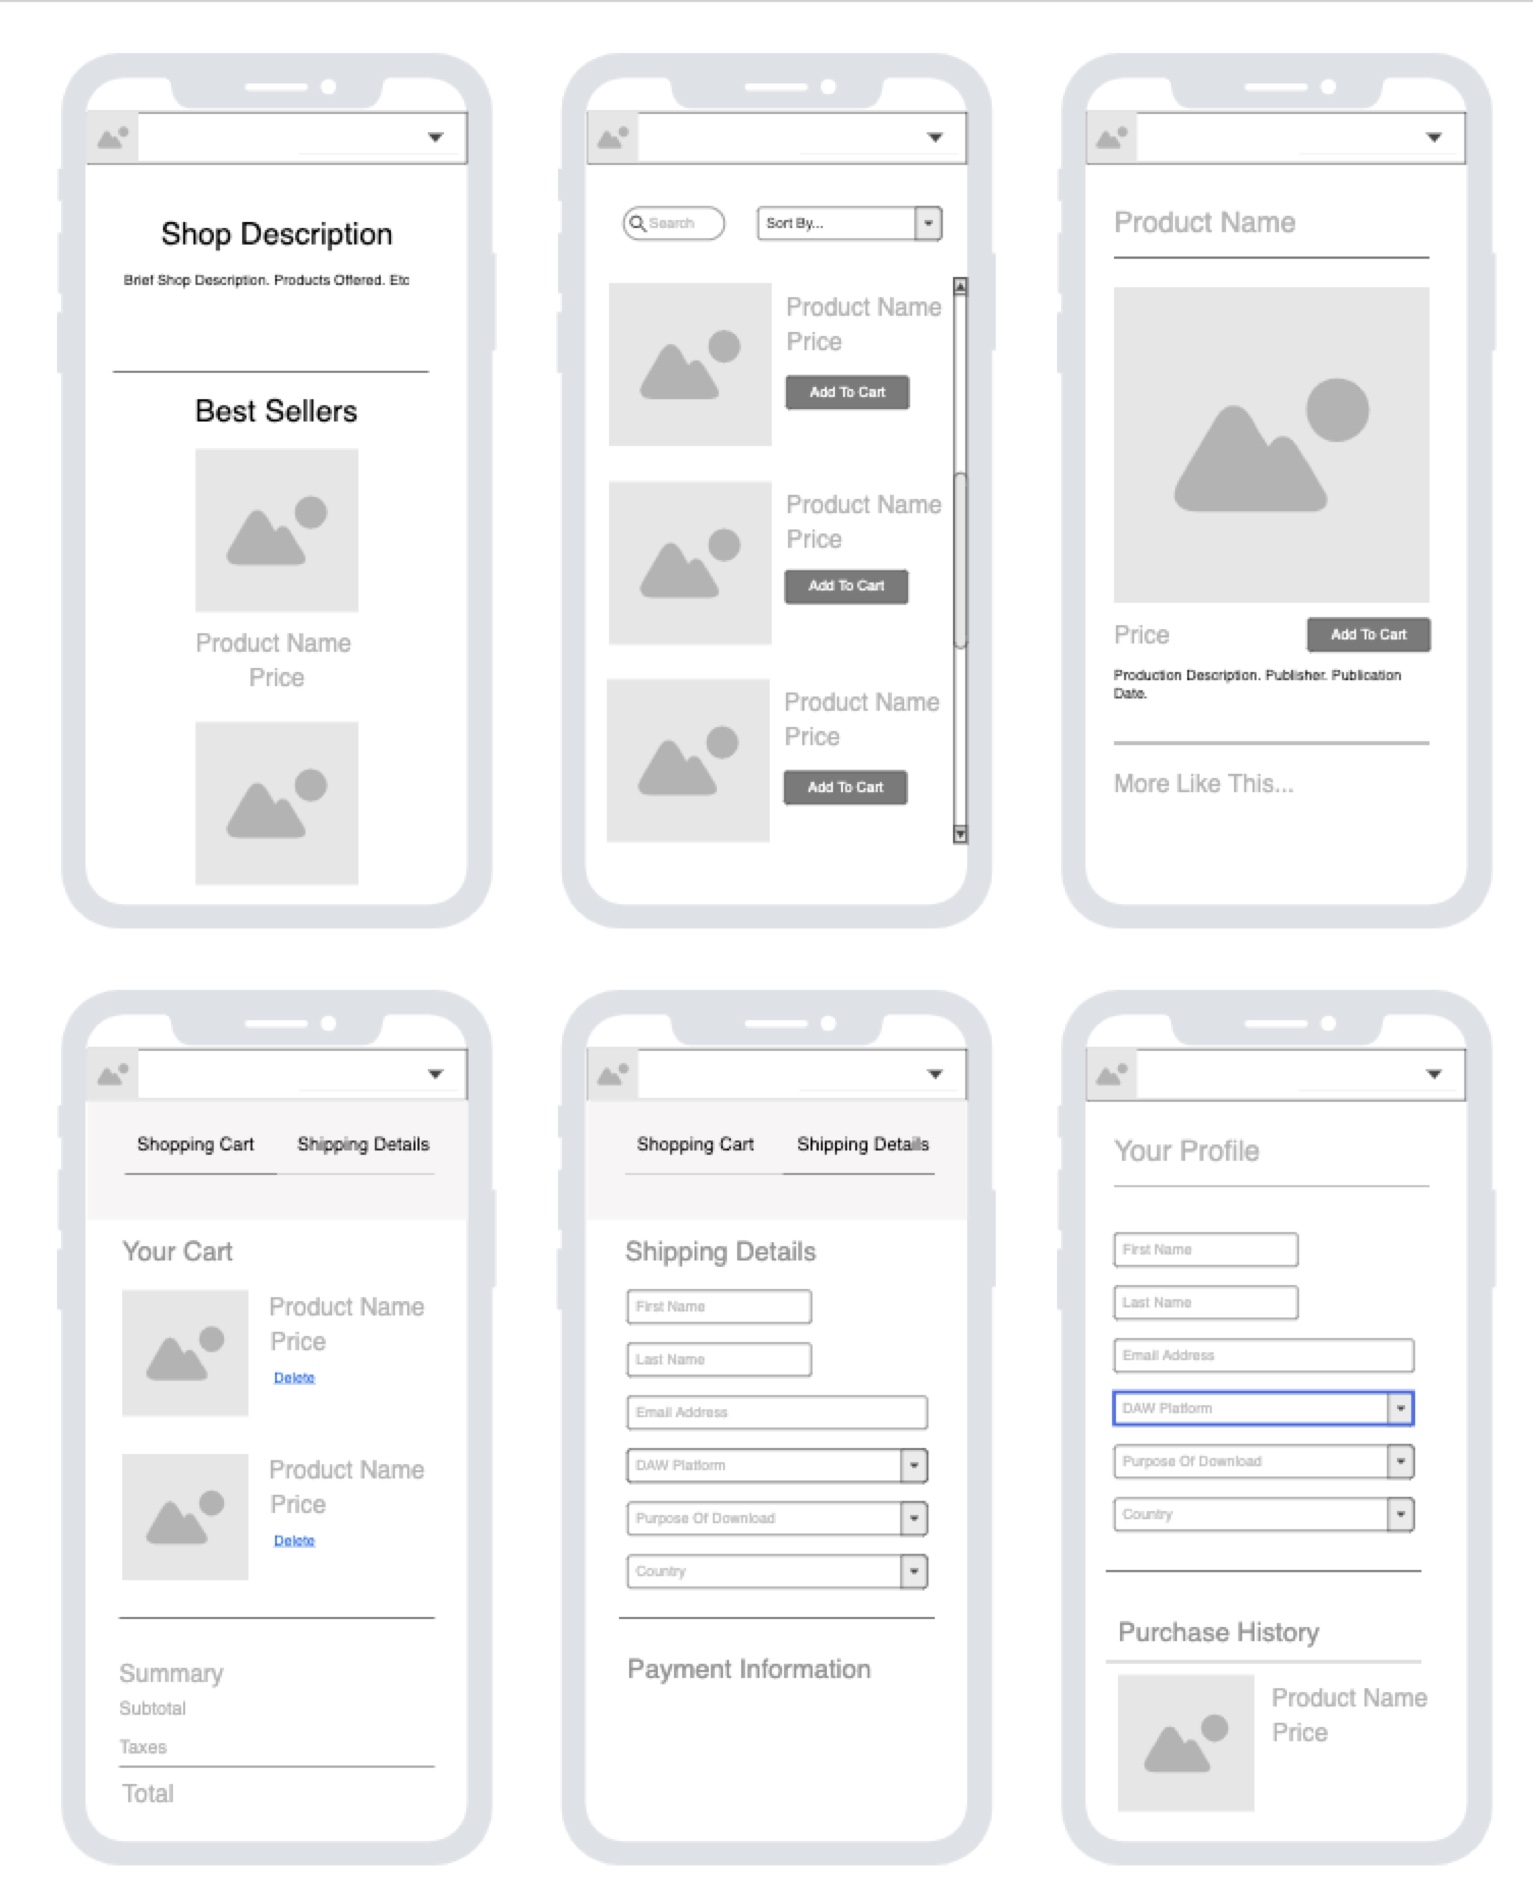 Shop Description
Brief Shop Description. Products Offered. Etc
Best Sellers
Product Name
Price
Search
Sort By...
Product Name
Price
Add To Cart
Product Name
Price
Add To Cart
Product Name
Price
Add To Cart
Product Name
Price
Add To Cart
Production Description. Publisher. Publication
Date.
More Like This...
Shopping Cart
Shipping Details
Your Cart
Product Name
Price
Delete
Product Name
Price
Delete
Summary
Subtotal
Taxes
Total
Shopping Cart
Shipping Details
Shipping Details
First Name
Last Name
Email Address
DAW Platform
Purpose Of Download
Country
Payment Information
Your Profile
First Name
Last Name
Email Address
DAW Platform
Purpose Of Download
Country
Purchase History
Product Name
Price